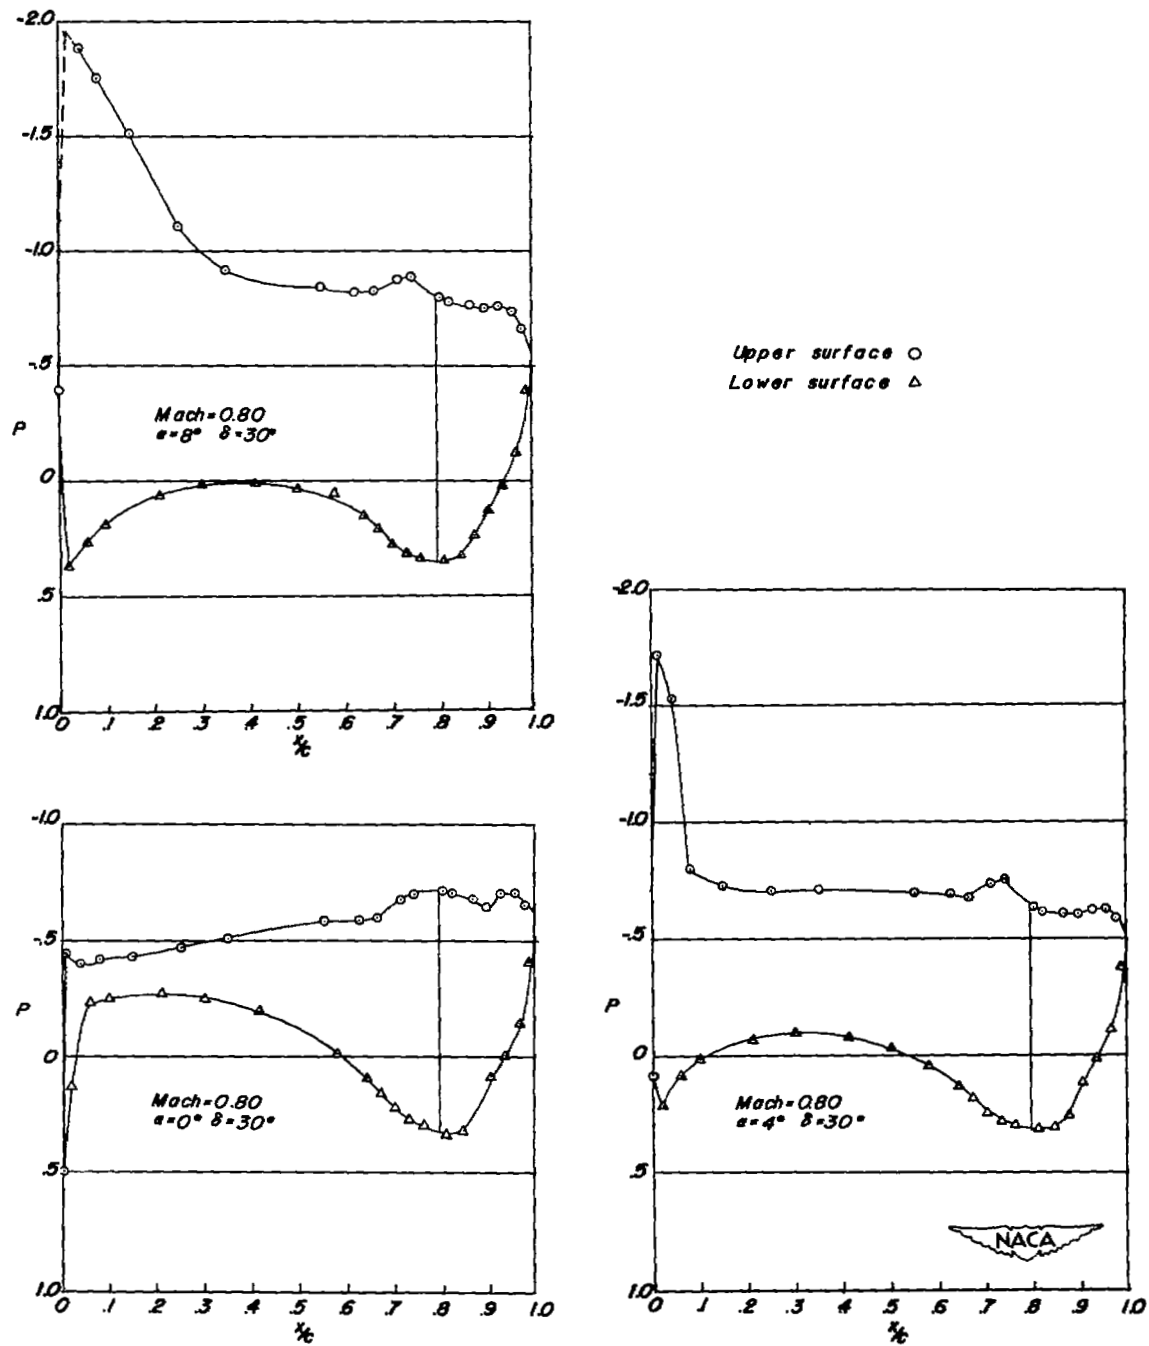 -2.0
-1.5
-1.0
-.5
P
0
.5
1.0
Mach=0.80
α=8° δ=30°
0 .1 .2 .3 .4 .5 .6 .7 .8 .9 1.0
x/c
Upper surface ○
Lower surface △
-1.0
-.5
P
0
.5
1.0
Mach=0.80
α=0° δ=30°
0 .1 .2 .3 .4 .5 .6 .7 .8 .9 1.0
x/c
-2.0
-1.5
-1.0
-.5
P
0
.5
1.0
Mach=0.80
α=4° δ=30°
NACA
0 .1 .2 .3 .4 .5 .6 .7 .8 .9 1.0
x/c